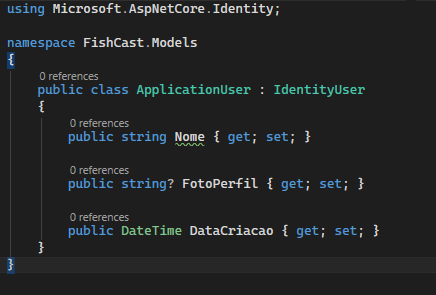 using Microsoft.AspNetCore.Identity;
namespace FishCast.Models
{
0 references
public class ApplicationUser : IdentityUser
{
0 references
public string Nome { get; set; }
0 references
public string? FotoPerfil { get; set; }
0 references
public DateTime DataCriacao { get; set; }
}
}